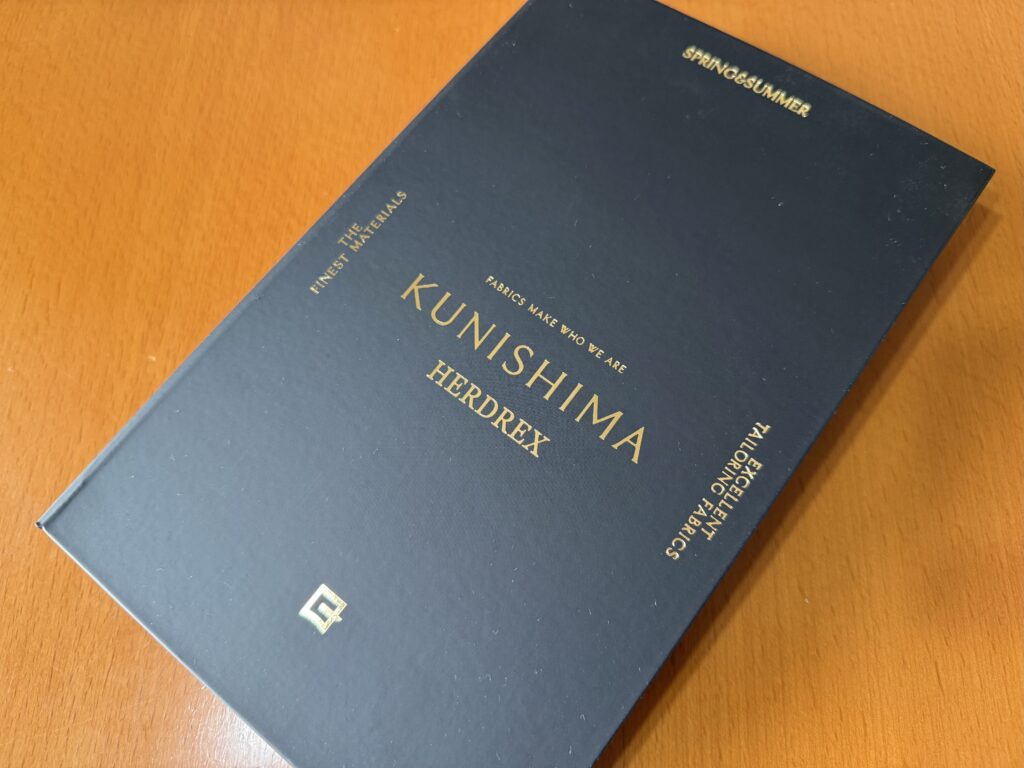 SPRING&SUMMER
THE
FINEST MATERIALS
FABRICS MAKE WHO WE ARE
KUNISHIMA
HERDREX
EXCELLENT
TAILORING FABRICS